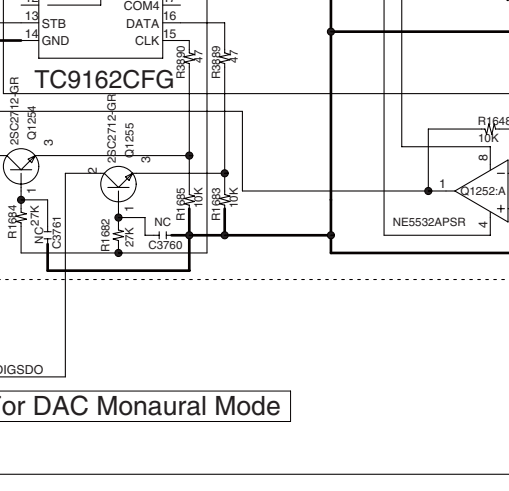 COM4
13 STB DATA 16
14 GND CLK 15
R3890 47
R3889 47
TC9162CFG
2SC2712-GR
Q1254
3
1
2SC2712-GR
Q1255
2
3
1
R1684 27K
NC
C3761
R1682
27K
NC
C3760
R1685
10K
R1683
10K
R1648
10K
8
1
Q1252:A
4
NE5532APSR
DIGSDO
or DAC Monaural Mode